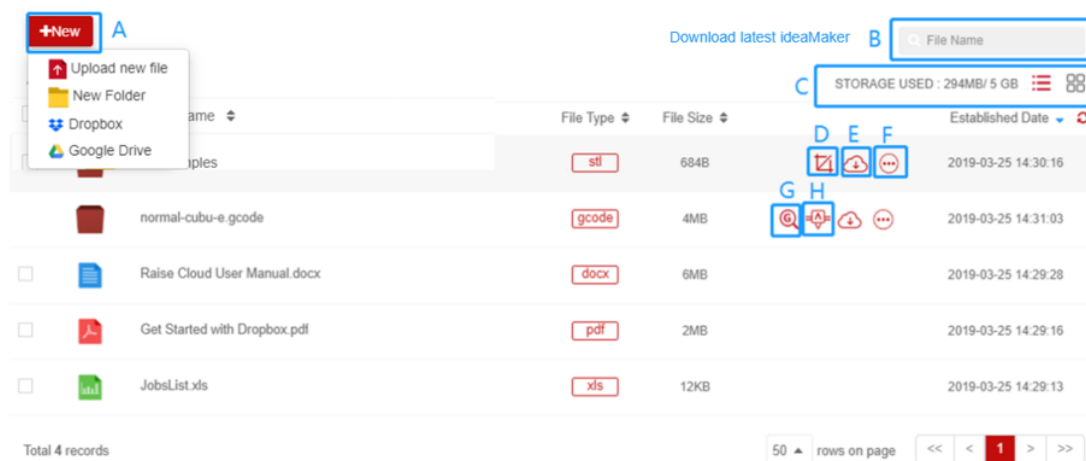 +New A
Download latest ideaMaker B File Name
Upload new file
New Folder
Dropbox
Google Drive
C STORAGE USED : 294MB/ 5 GB
ame File Type File Size Established Date
D E F
ples stl 684B 2019-03-25 14:30:16
G H
normal-cubu-e.gcode gcode 4MB 2019-03-25 14:31:03
Raise Cloud User Manual.docx docx 6MB 2019-03-25 14:29:28
Get Started with Dropbox.pdf pdf 2MB 2019-03-25 14:29:16
JobsList.xls xls 12KB 2019-03-25 14:29:13
Total 4 records 50 rows on page << < 1 > >>